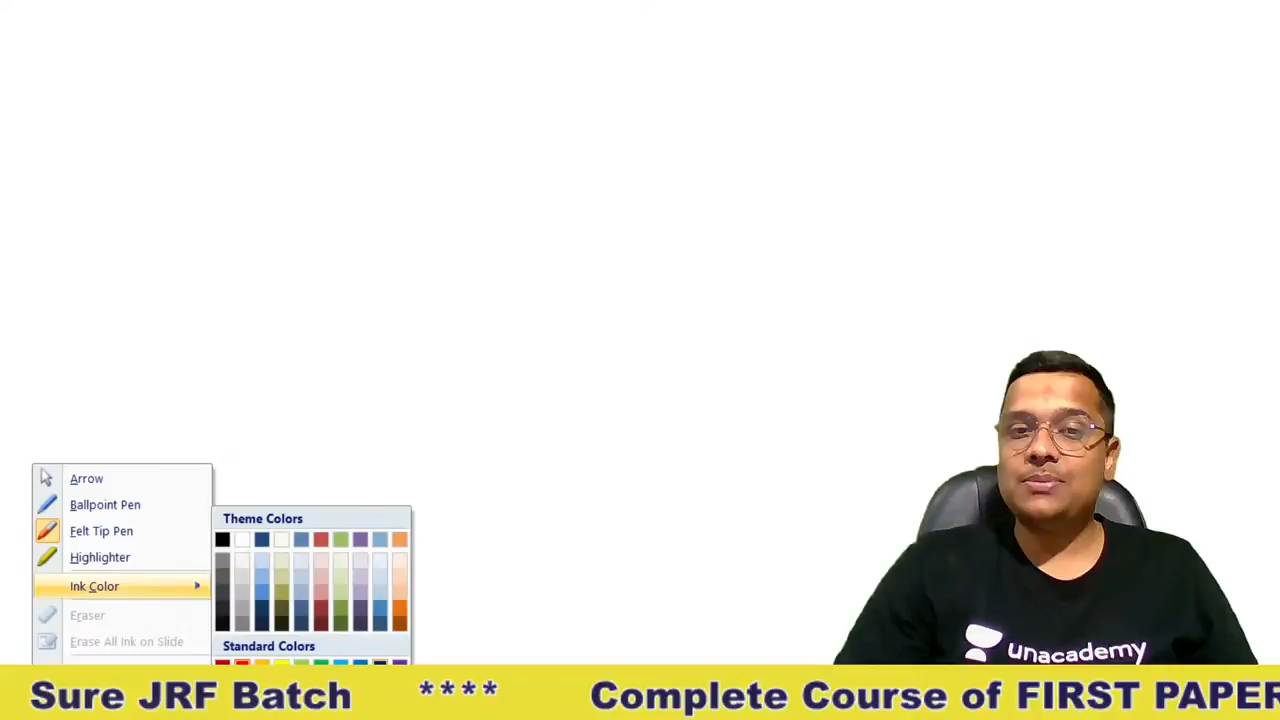 Arrow
Ballpoint Pen
Felt Tip Pen
Highlighter
Ink Color
Eraser
Erase All Ink on Slide
Theme Colors
Standard Colors
unacademy
Sure JRF Batch **** Complete Course of FIRST PAPER